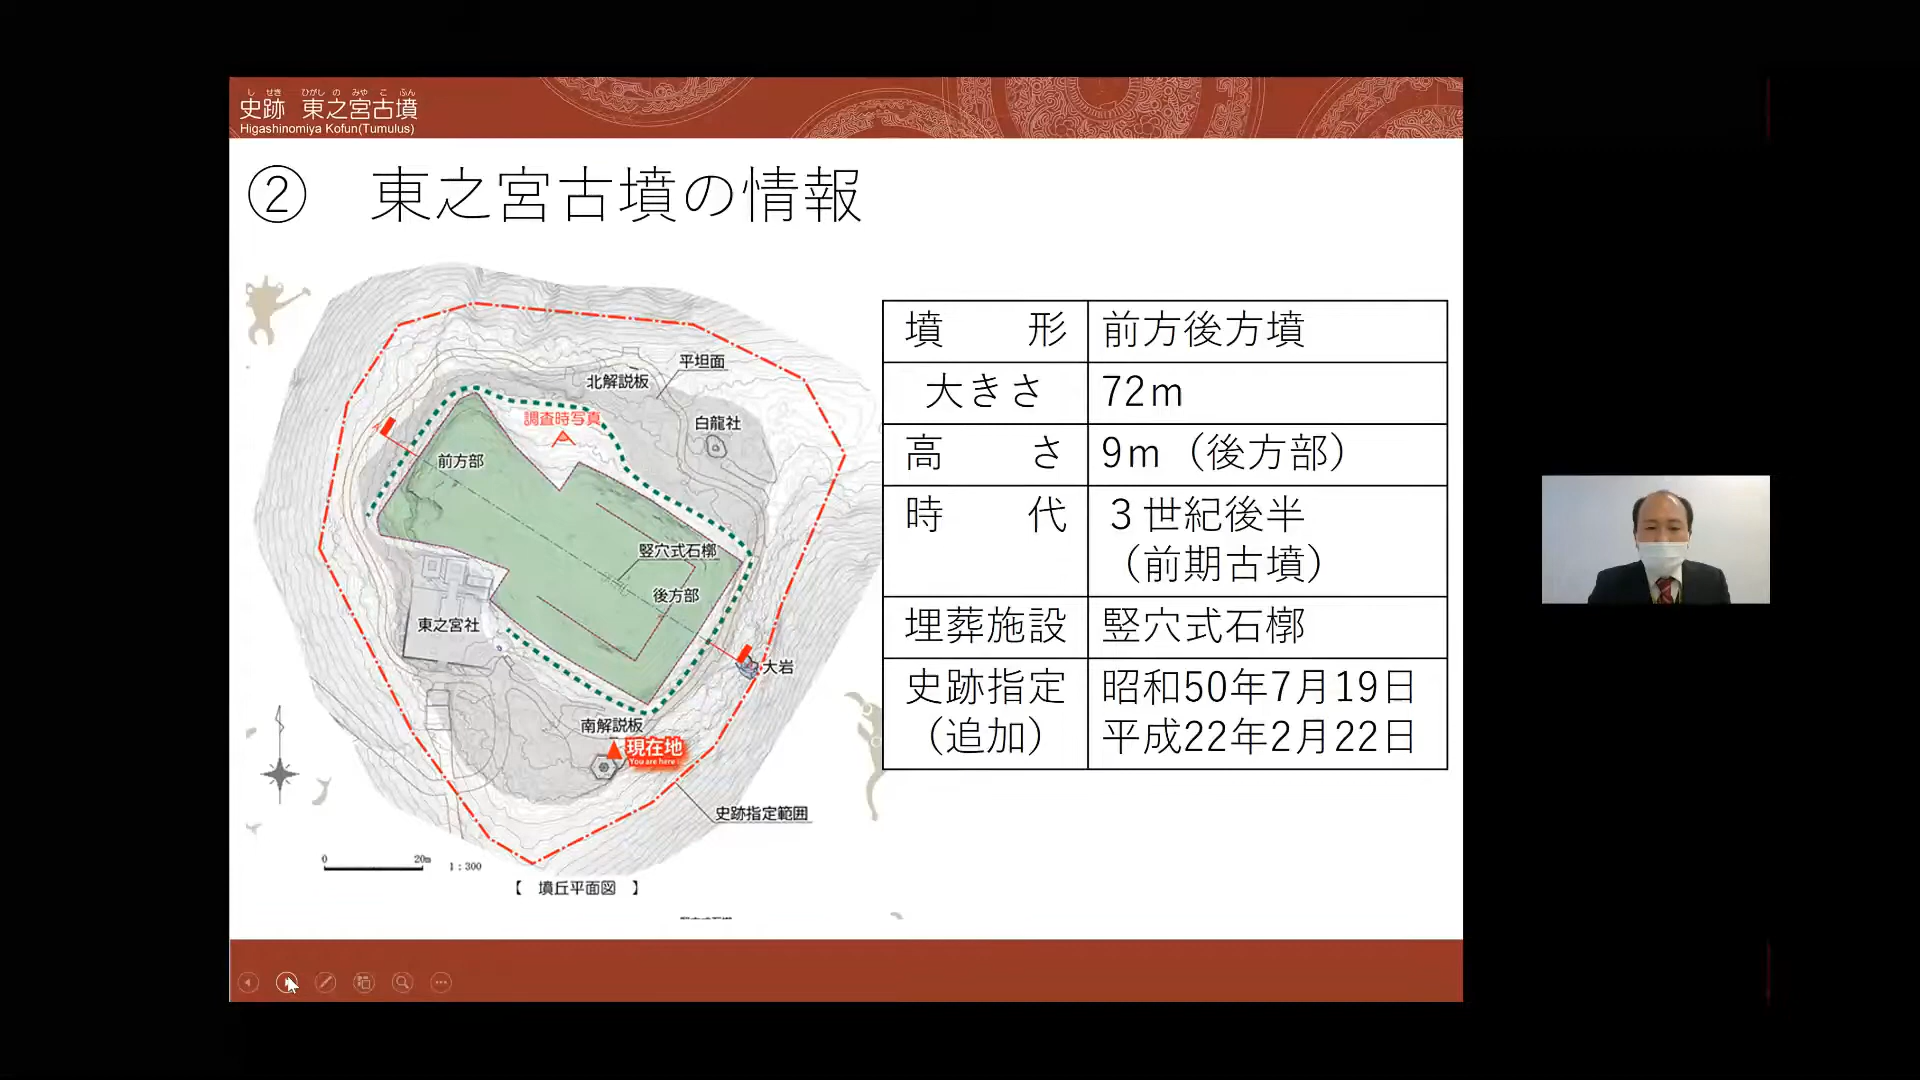 し せき ひがし の みや こ ふん
史跡 東之宮古墳
Higashinomiya Kofun(Tumulus)
② 東之宮古墳の情報
平坦面
北解説板
調査時写真
白龍社
前方部
竪穴式石槨
後方部
東之宮社
大岩
南解説板
現在地
You are here!
史跡指定範囲
0 20m 1:300
【 墳丘平面図 】
墳形 前方後方墳
大きさ 72m
高さ 9m（後方部）
時代 ３世紀後半
（前期古墳）
埋葬施設 竪穴式石槨
史跡指定 昭和50年7月19日
（追加） 平成22年2月22日